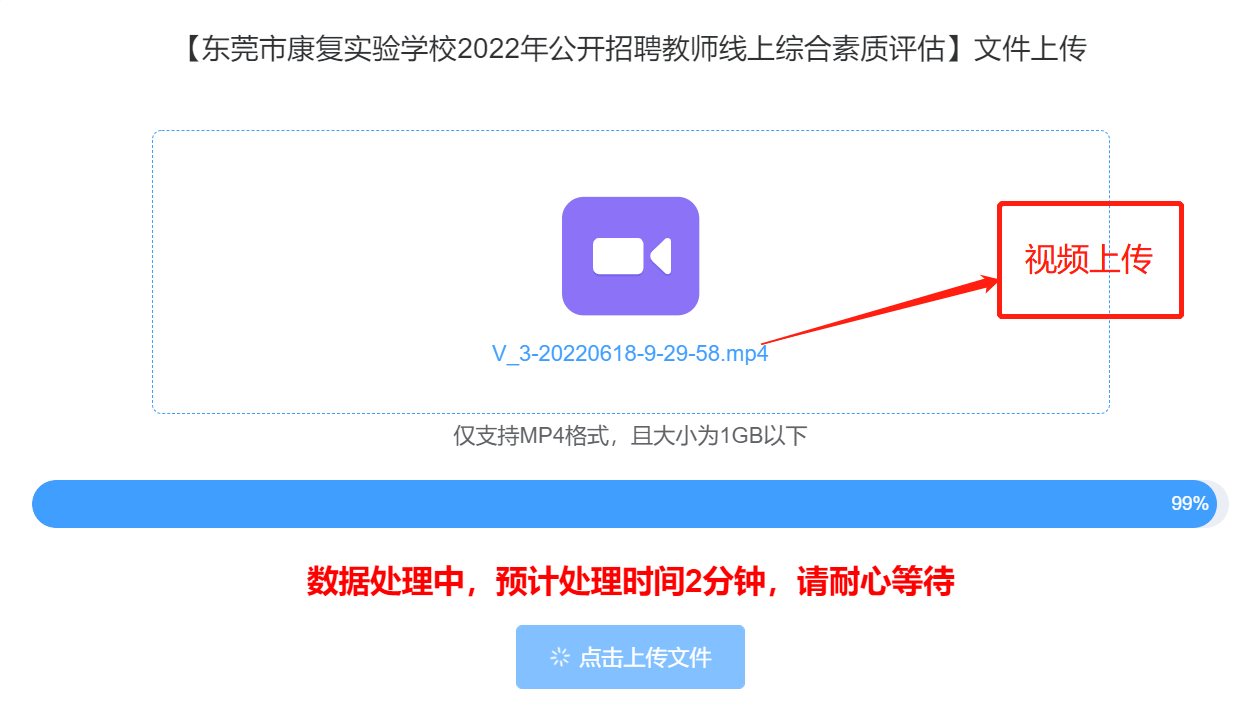 【东莞市康复实验学校2022年公开招聘教师线上综合素质评估】文件上传
视频上传
V_3-20220618-9-29-58.mp4
仅支持MP4格式，且大小为1GB以下
99%
数据处理中，预计处理时间2分钟，请耐心等待
点击上传文件